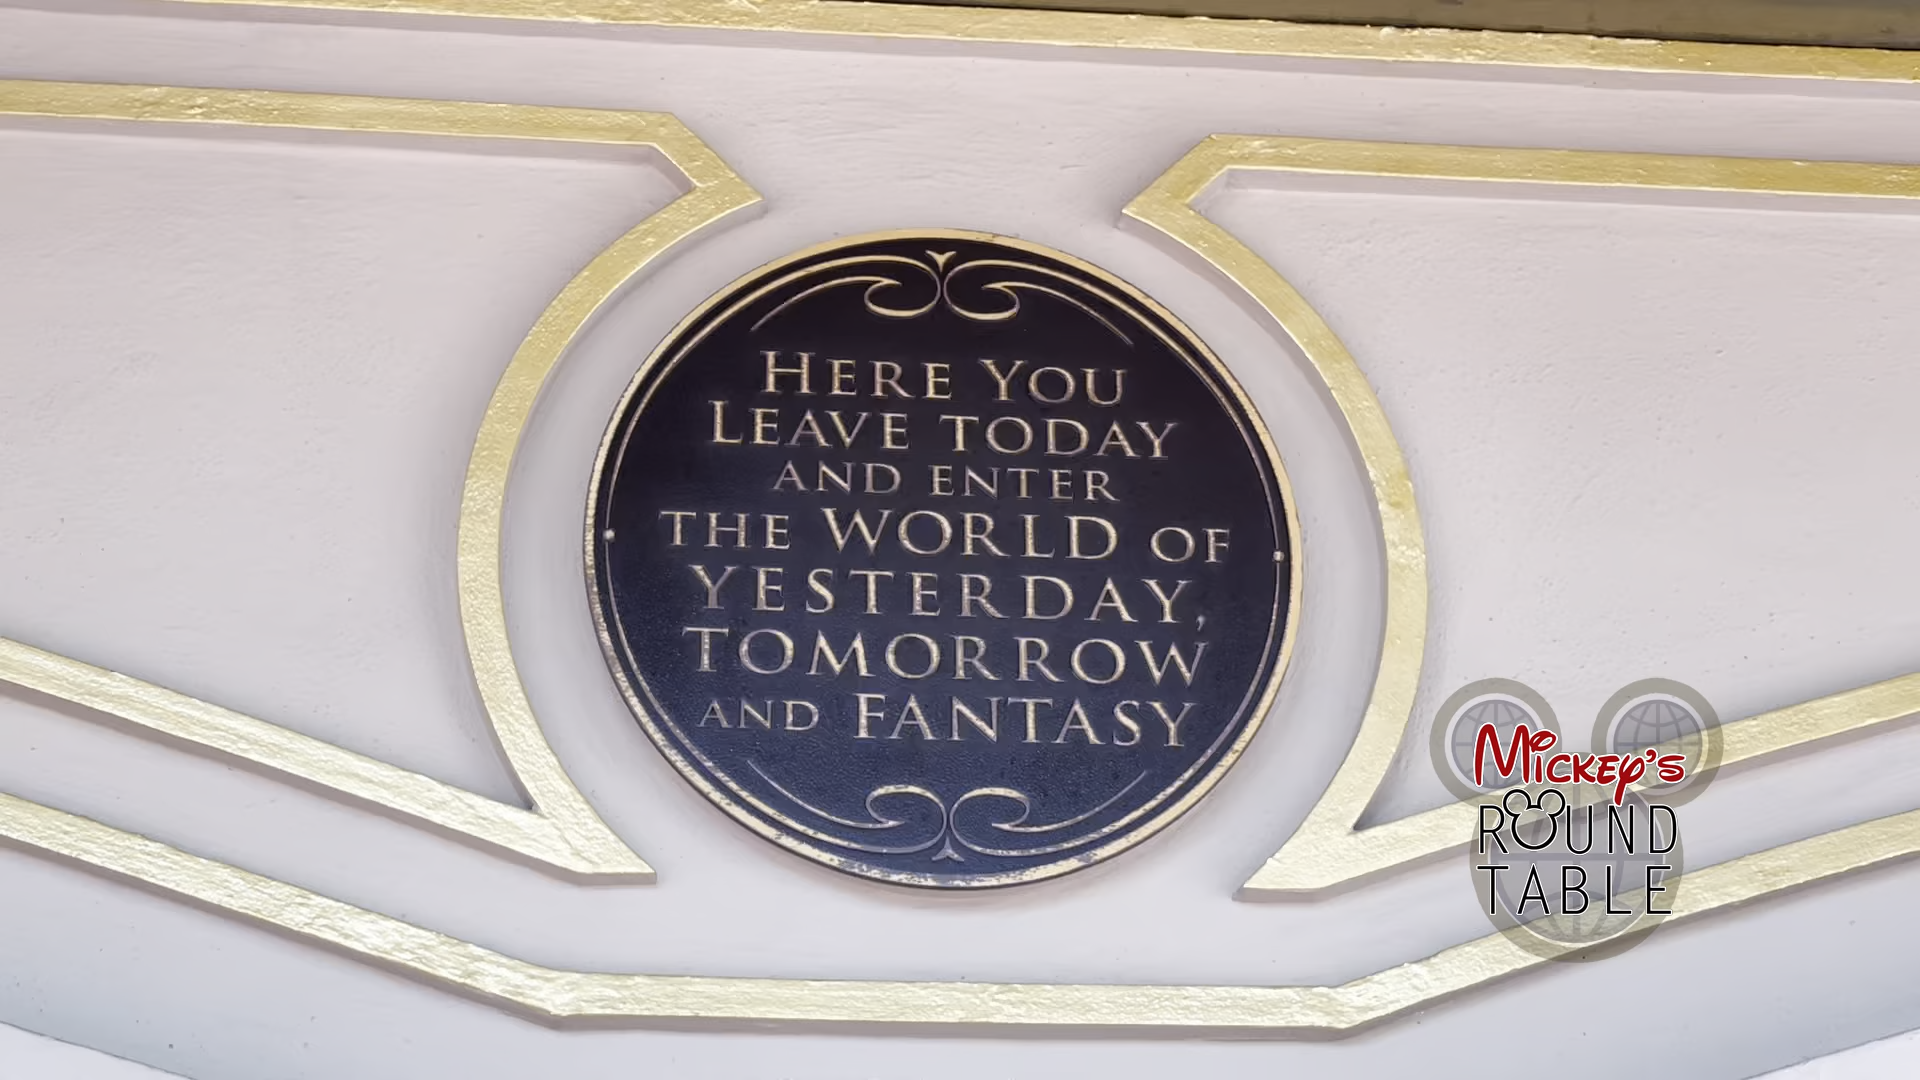 HERE YOU
LEAVE TODAY
AND ENTER
THE WORLD OF
YESTERDAY,
TOMORROW
AND FANTASY
MICKEY'S
ROUND
TABLE